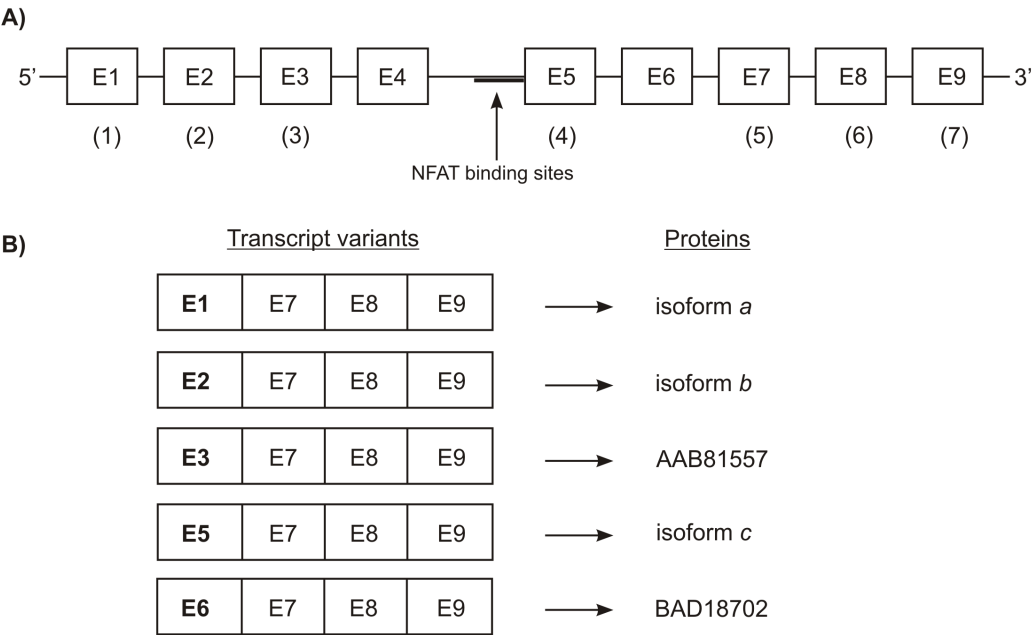 A)
5’ E1 E2 E3 E4 E5 E6 E7 E8 E9 3’
(1) (2) (3) (4) (5) (6) (7)
NFAT binding sites
B)
Transcript variants Proteins
E1 E7 E8 E9 isoform a
E2 E7 E8 E9 isoform b
E3 E7 E8 E9 AAB81557
E5 E7 E8 E9 isoform c
E6 E7 E8 E9 BAD18702